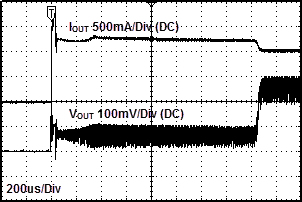 T
IOUT 500mA/Div (DC)
VOUT 100mV/Div (DC)
200us/Div